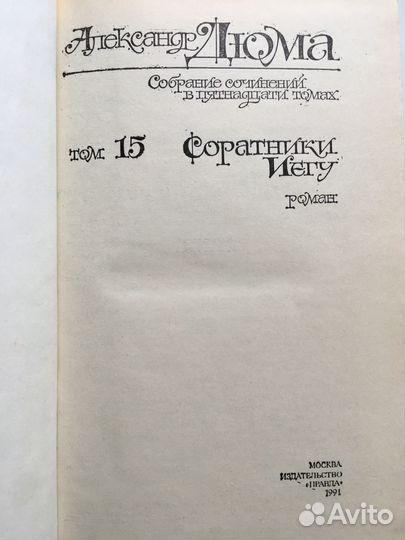 Александр Дюма
Собрание сочинений
в пятнадцати томах
том 15 Соратники
Иегу
роман
МОСКВА
ИЗДАТЕЛЬСТВО
«ПРАВДА»
1991
Avito